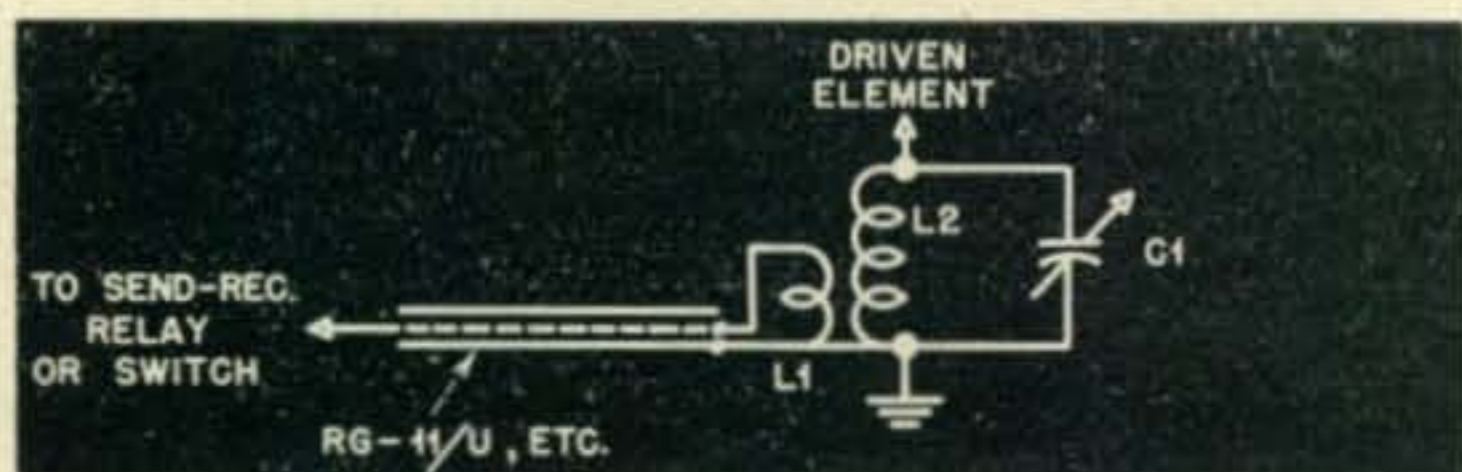 DRIVEN
ELEMENT
L2
C1
TO SEND-REC.
RELAY
OR SWITCH
L1
RG-11/U, ETC.